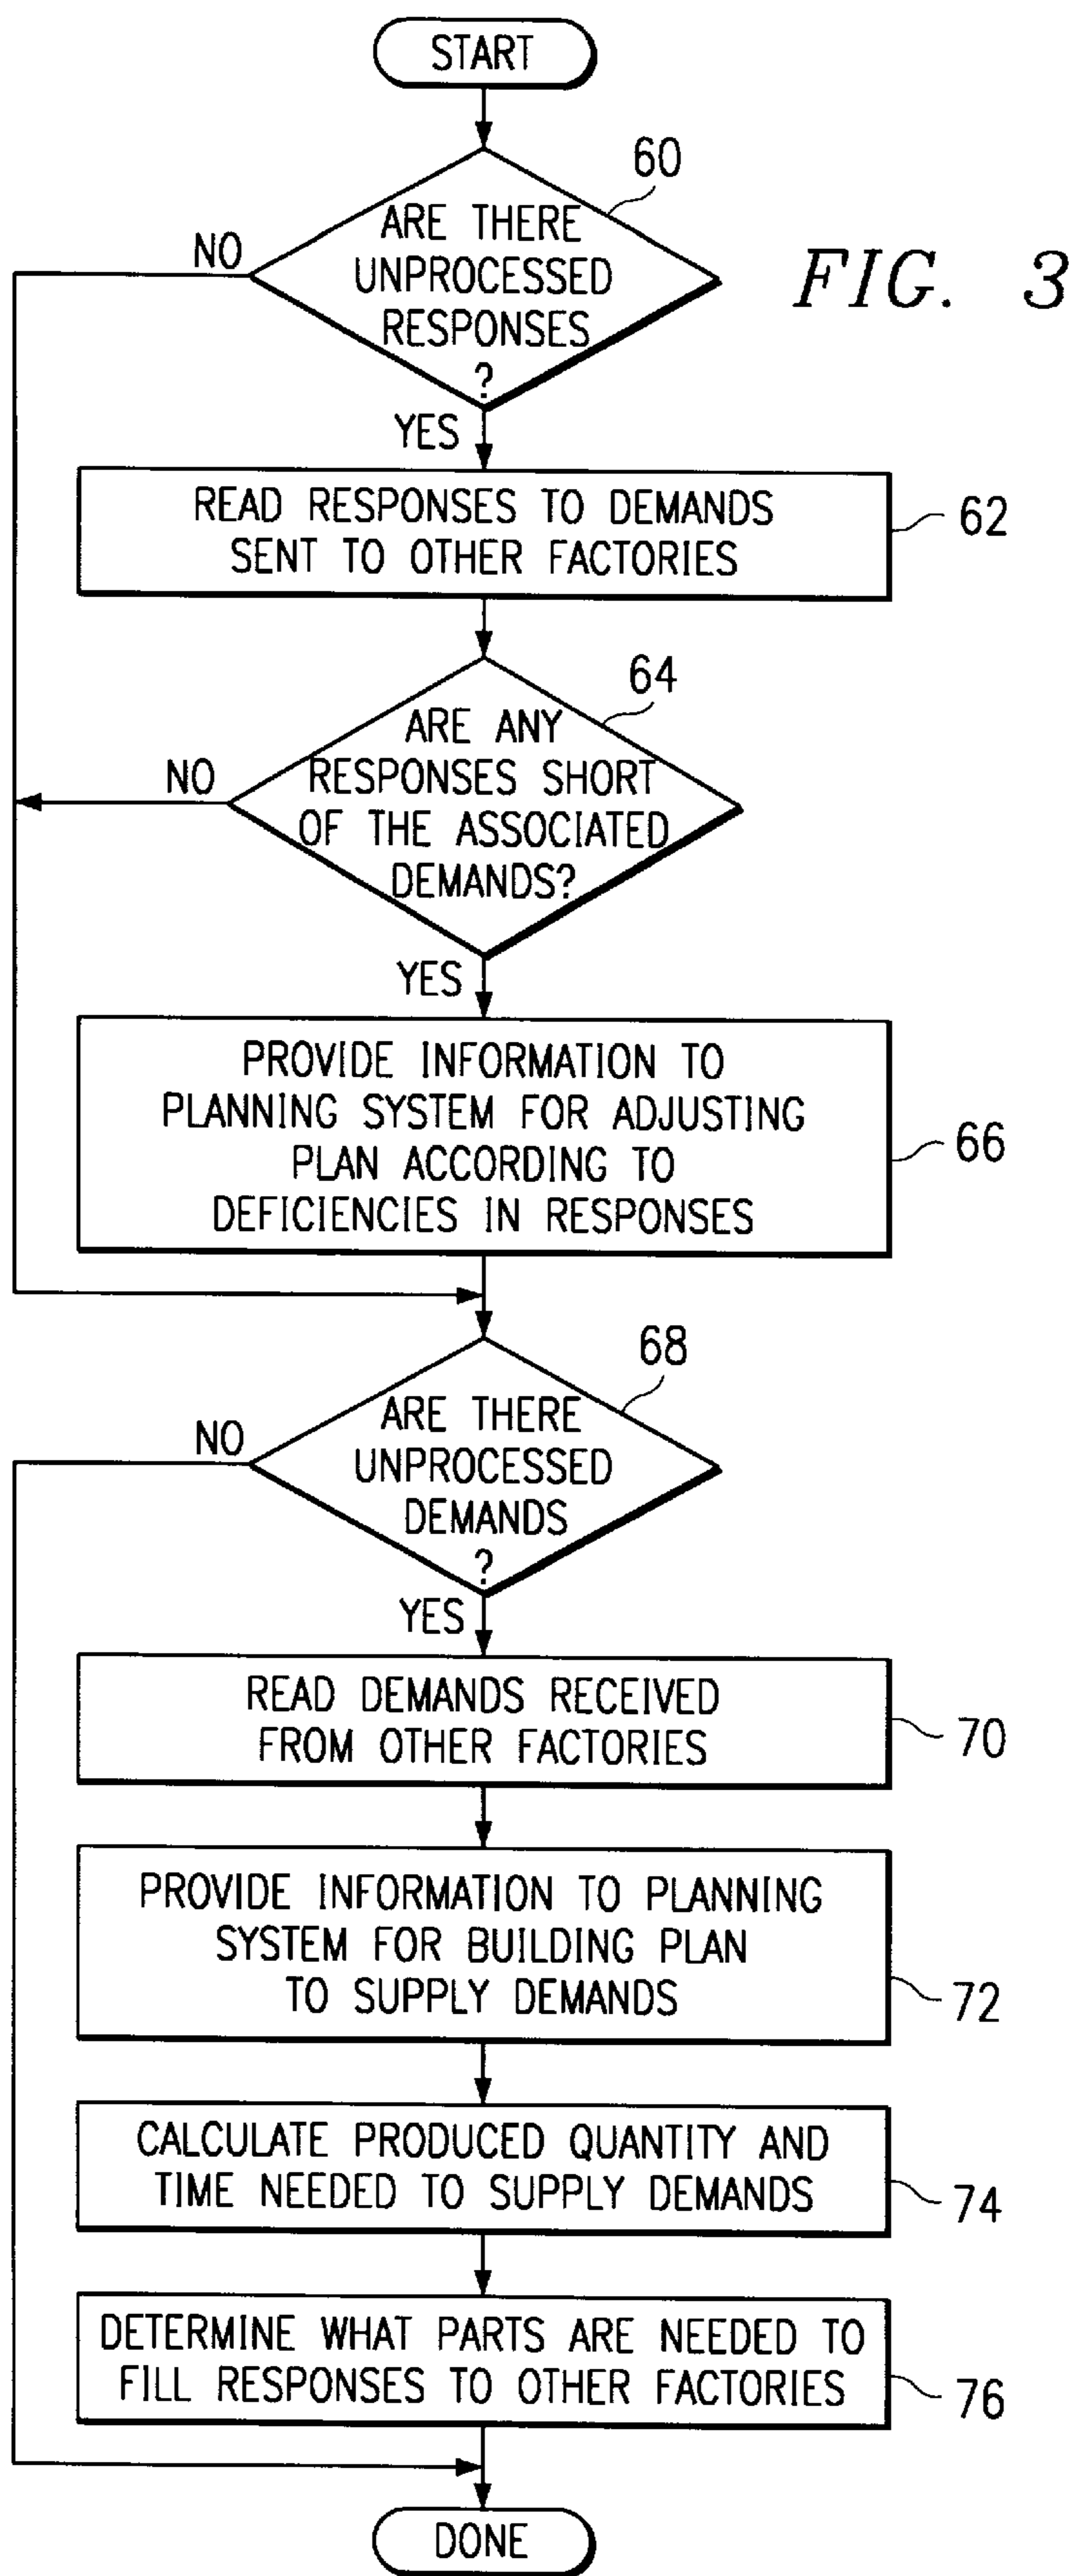 START
60
ARE THERE
UNPROCESSED
RESPONSES
?
NO
FIG. 3
YES
READ RESPONSES TO DEMANDS
SENT TO OTHER FACTORIES
62
64
ARE ANY
RESPONSES SHORT
OF THE ASSOCIATED
DEMANDS?
NO
YES
PROVIDE INFORMATION TO
PLANNING SYSTEM FOR ADJUSTING
PLAN ACCORDING TO
DEFICIENCIES IN RESPONSES
66
68
ARE THERE
UNPROCESSED
DEMANDS
?
NO
YES
READ DEMANDS RECEIVED
FROM OTHER FACTORIES
70
PROVIDE INFORMATION TO PLANNING
SYSTEM FOR BUILDING PLAN
TO SUPPLY DEMANDS
72
CALCULATE PRODUCED QUANTITY AND
TIME NEEDED TO SUPPLY DEMANDS
74
DETERMINE WHAT PARTS ARE NEEDED TO
FILL RESPONSES TO OTHER FACTORIES
76
DONE